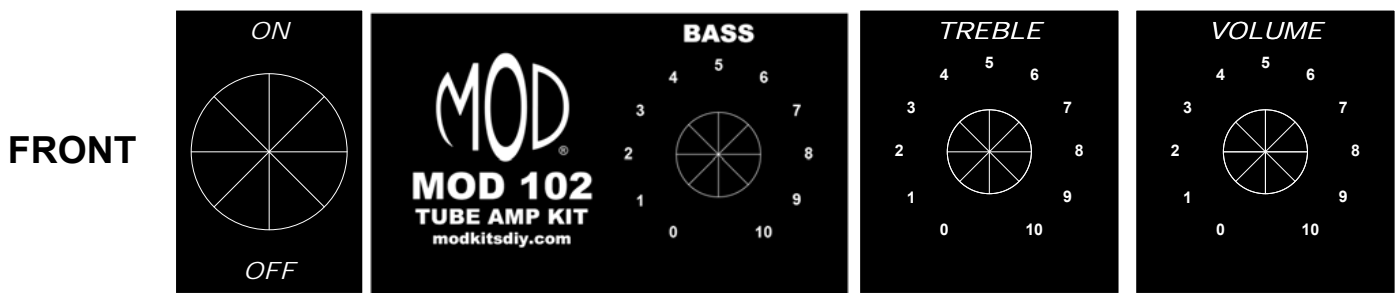 FRONT
ON
OFF
MOD®
MOD 102
TUBE AMP KIT
modkitsdiy.com
BASS
0 1 2 3 4 5 6 7 8 9 10
TREBLE
0 1 2 3 4 5 6 7 8 9 10
VOLUME
0 1 2 3 4 5 6 7 8 9 10